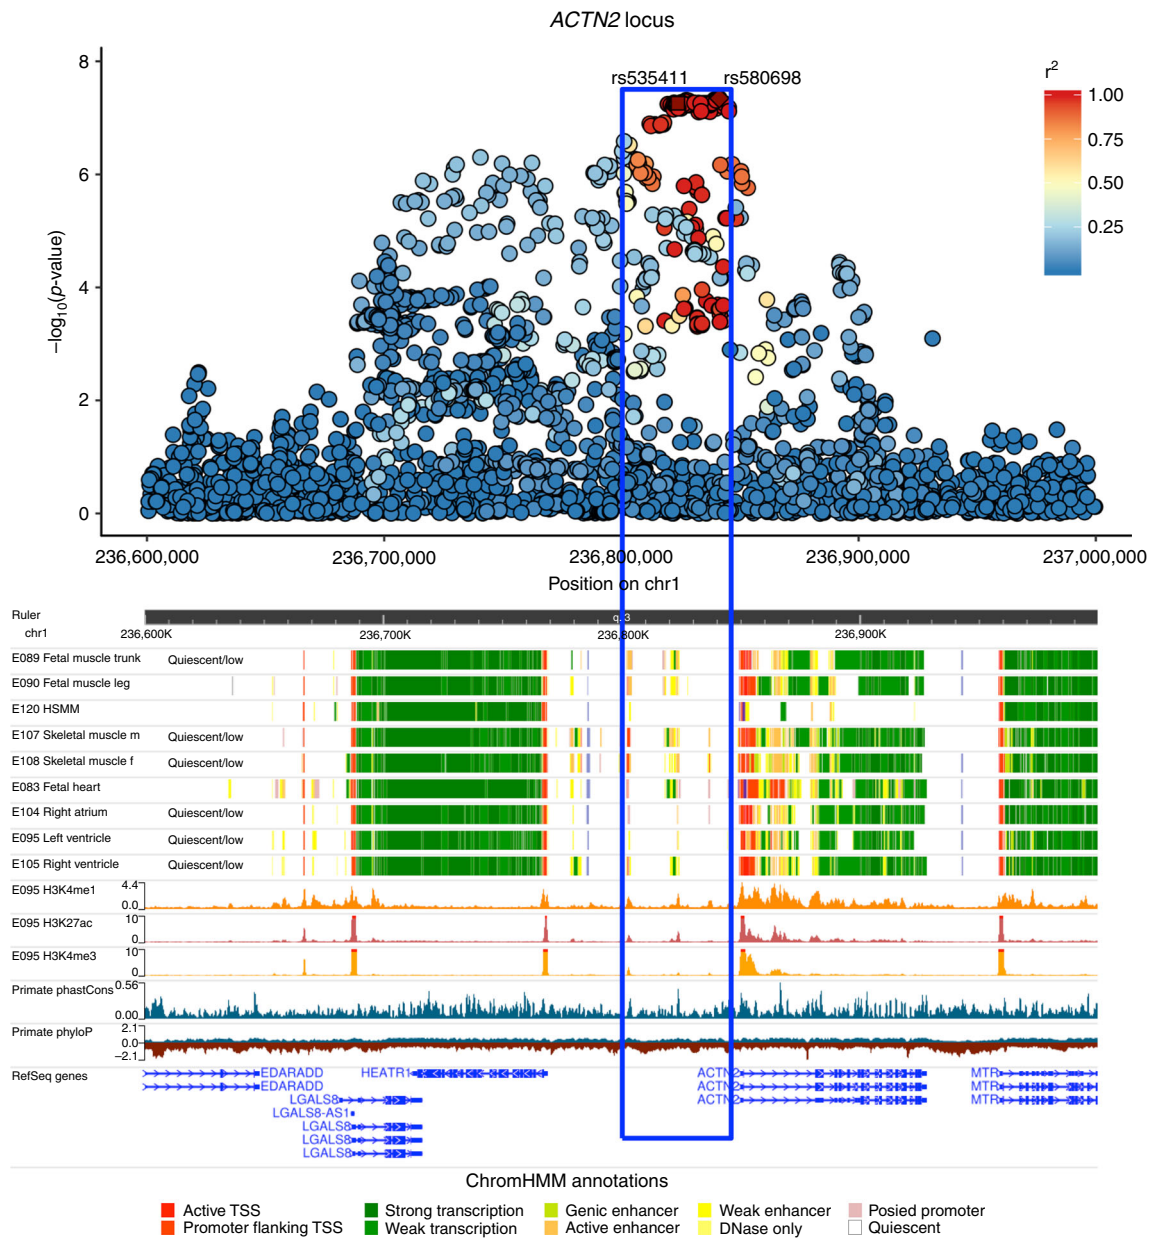 ACTN2 locus
rs535411 rs580698
r2
1.00
0.75
0.50
0.25
8
6
4
2
0
−log10(p-value)
236,600,000 236,700,000 236,800,000 236,900,000 237,000,000
Position on chr1
Ruler
chr1 236,600K 236,700K 236,800K 236,900K
E089 Fetal muscle trunk Quiescent/low
E090 Fetal muscle leg
E120 HSMM
E107 Skeletal muscle m Quiescent/low
E108 Skeletal muscle f Quiescent/low
E083 Fetal heart
E104 Right atrium Quiescent/low
E095 Left ventricle Quiescent/low
E105 Right ventricle Quiescent/low
E095 H3K4me1 4.4
0.0
E095 H3K27ac 10
0
E095 H3K4me3 10
0
Primate phastCons 0.56
0.00
Primate phyloP 2.1
0.0
−2.1
RefSeq genes EDARADD HEATR1 ACTN2 MTR
EDARADD ACTN2 MTR
LGALS8 ACTN2 MTR
LGALS8-AS1
LGALS8
LGALS8
LGALS8
ChromHMM annotations
Active TSS Strong transcription Genic enhancer Weak enhancer Posied promoter
Promoter flanking TSS Weak transcription Active enhancer DNase only Quiescent